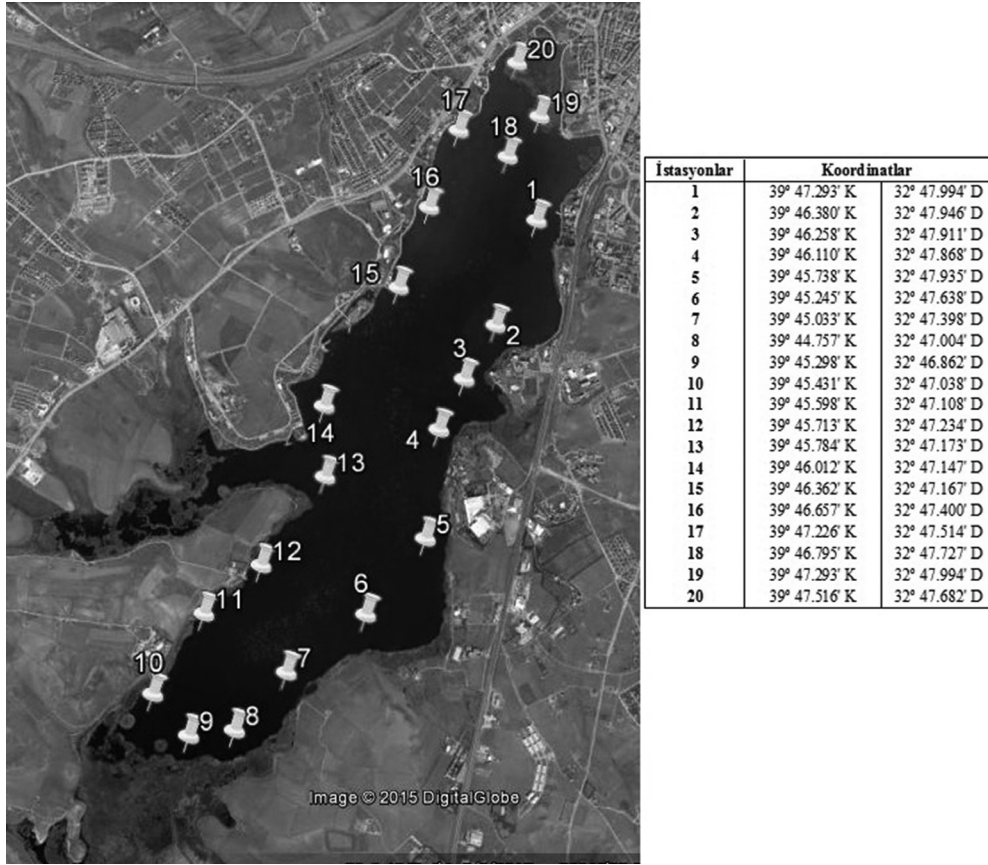 20
19
17
18
16
1
15
2
3
14
4
13
5
12
6
11
7
10
9
8
Image © 2015 DigitalGlobe
İstasyonlar Koordinatlar
1 39° 47.293' K 32° 47.994' D
2 39° 46.380' K 32° 47.946' D
3 39° 46.258' K 32° 47.911' D
4 39° 46.110' K 32° 47.868' D
5 39° 45.738' K 32° 47.935' D
6 39° 45.245' K 32° 47.638' D
7 39° 45.033' K 32° 47.398' D
8 39° 44.757' K 32° 47.004' D
9 39° 45.298' K 32° 46.862' D
10 39° 45.431' K 32° 47.038' D
11 39° 45.598' K 32° 47.108' D
12 39° 45.713' K 32° 47.234' D
13 39° 45.784' K 32° 47.173' D
14 39° 46.012' K 32° 47.147' D
15 39° 46.362' K 32° 47.167' D
16 39° 46.657' K 32° 47.400' D
17 39° 47.226' K 32° 47.514' D
18 39° 46.795' K 32° 47.727' D
19 39° 47.293' K 32° 47.994' D
20 39° 47.516' K 32° 47.682' D